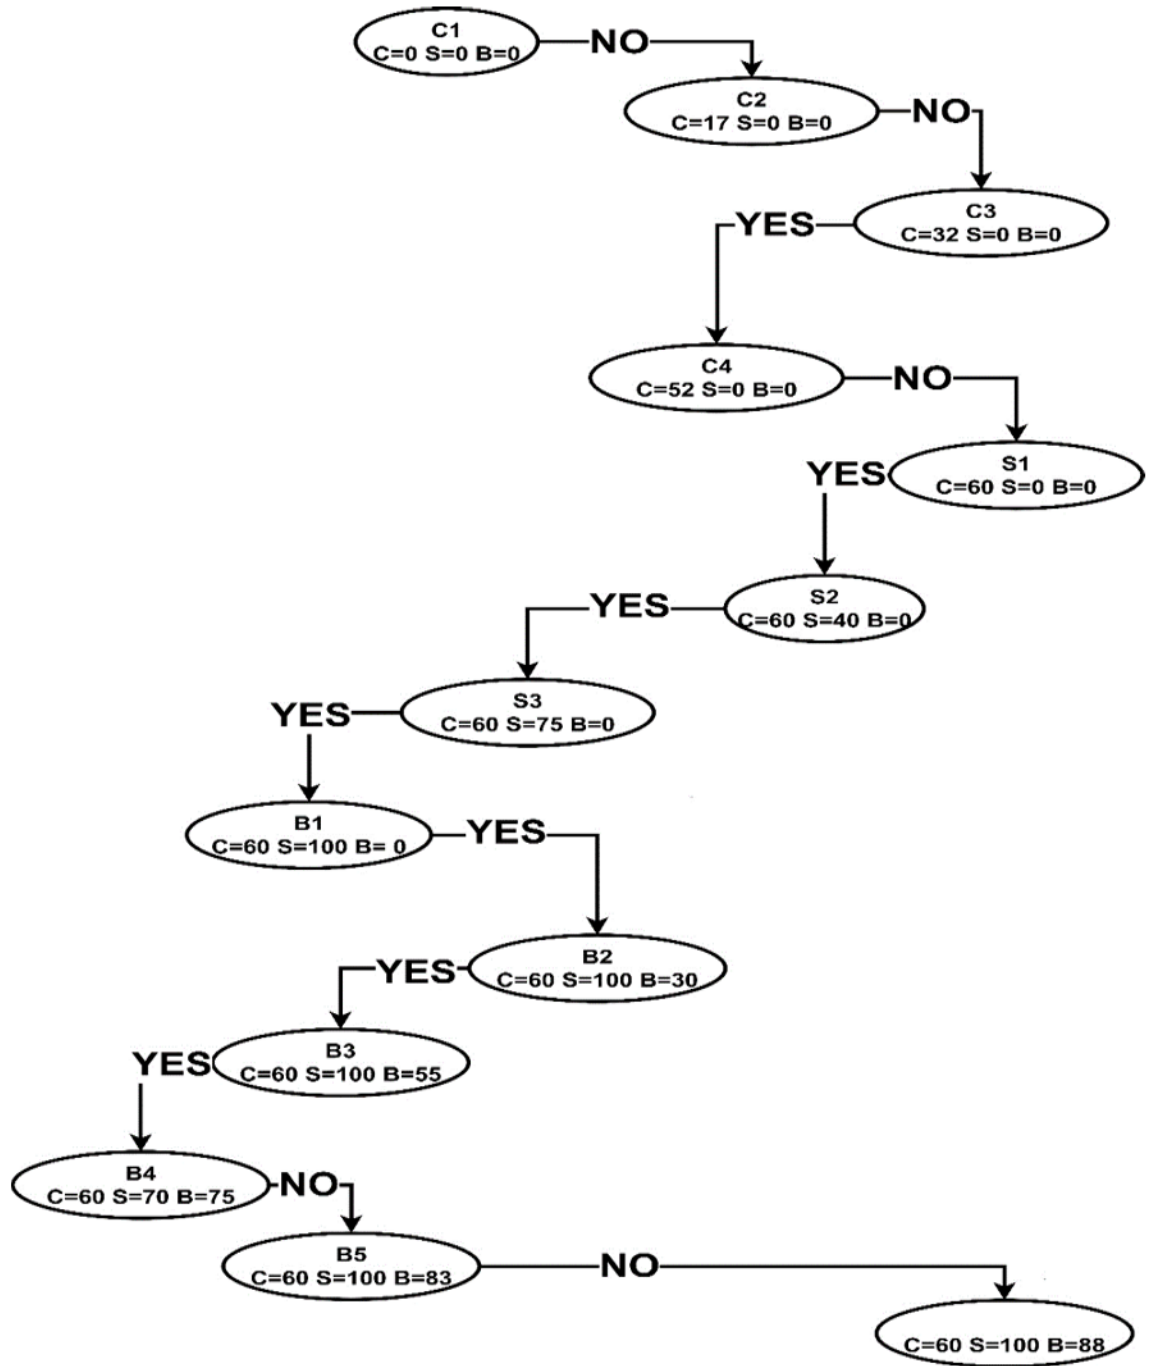 C1
C=0 S=0 B=0
NO
C2
C=17 S=0 B=0
NO
C3
C=32 S=0 B=0
YES
C4
C=52 S=0 B=0
NO
S1
C=60 S=0 B=0
YES
S2
C=60 S=40 B=0
YES
S3
C=60 S=75 B=0
YES
B1
C=60 S=100 B= 0
YES
B2
C=60 S=100 B=30
YES
B3
C=60 S=100 B=55
YES
B4
C=60 S=70 B=75
NO
B5
C=60 S=100 B=83
NO
C=60 S=100 B=88